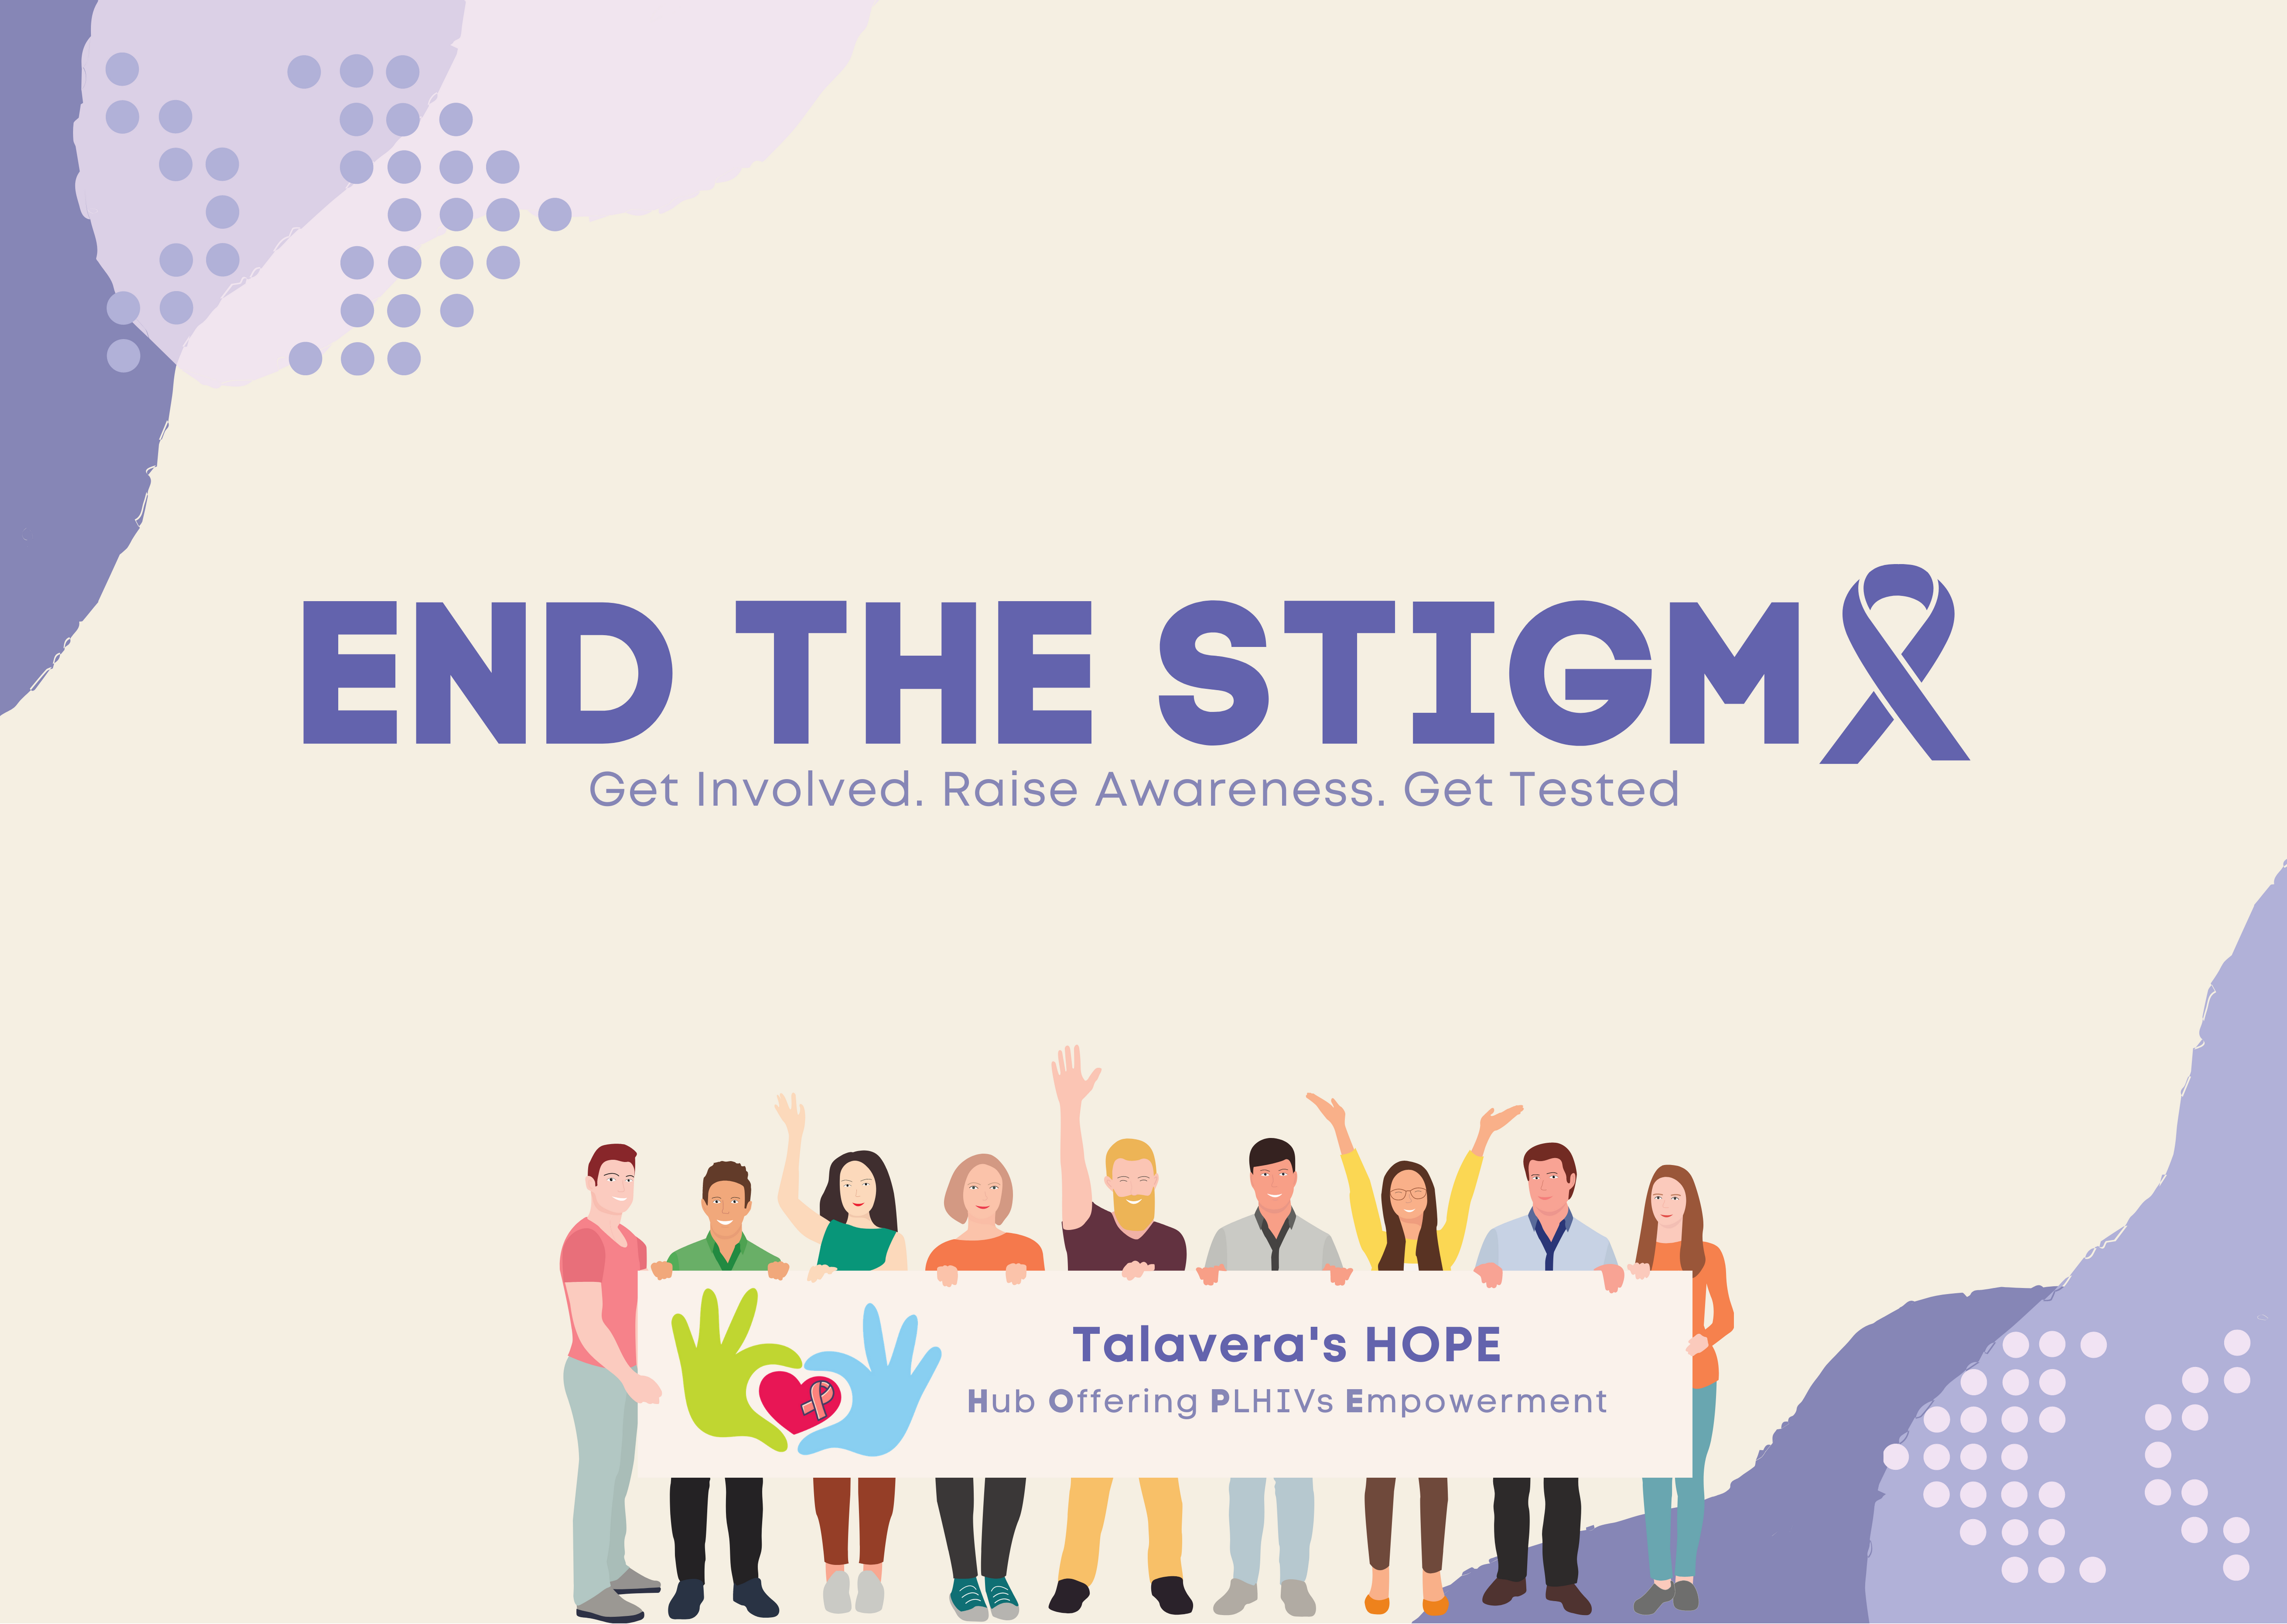 END THE STIGMA
Get Involved. Raise Awareness. Get Tested
Talavera's HOPE
Hub Offering PLHIVs Empowerment